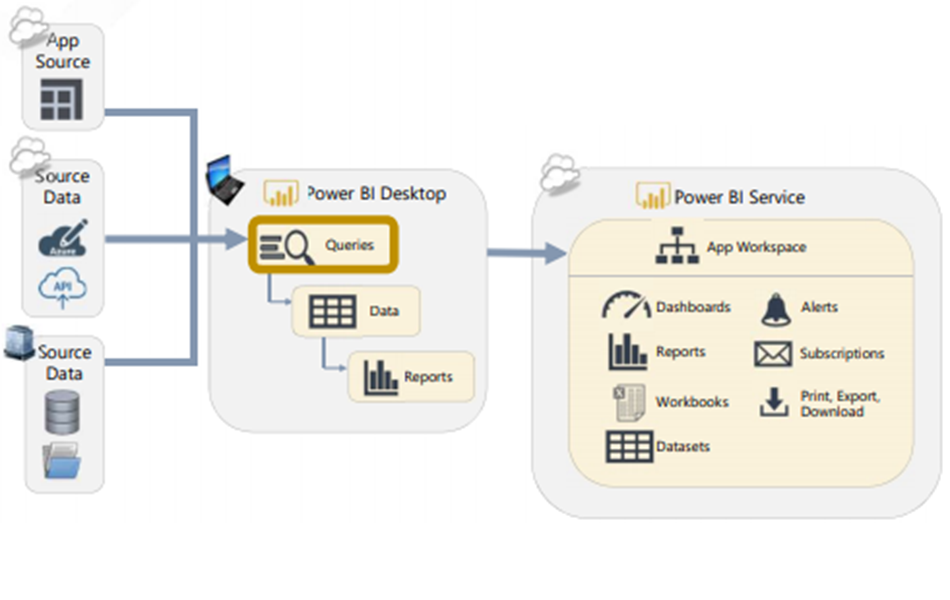 App
Source
Source
Data
Azure
API
Source
Data
Power BI Desktop
Queries
Data
Reports
Power BI Service
App Workspace
Dashboards
Alerts
Reports
Subscriptions
Workbooks
Print, Export,
Download
Datasets